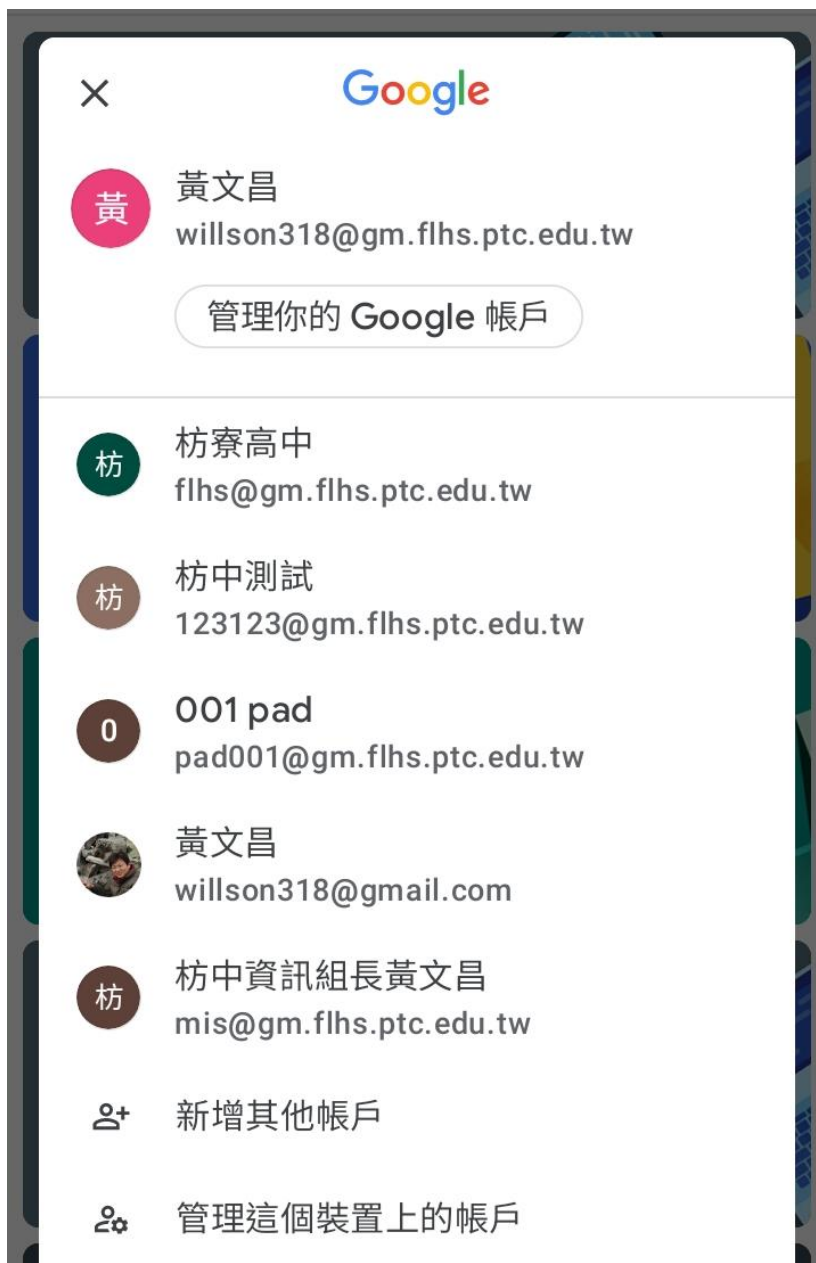 Google
黃
黃文昌
willson318@gm.flhs.ptc.edu.tw
管理你的 Google 帳戶
枋
枋寮高中
flhs@gm.flhs.ptc.edu.tw
枋
枋中測試
123123@gm.flhs.ptc.edu.tw
0
001 pad
pad001@gm.flhs.ptc.edu.tw
黃文昌
willson318@gmail.com
枋
枋中資訊組長黃文昌
mis@gm.flhs.ptc.edu.tw
新增其他帳戶
管理這個裝置上的帳戶